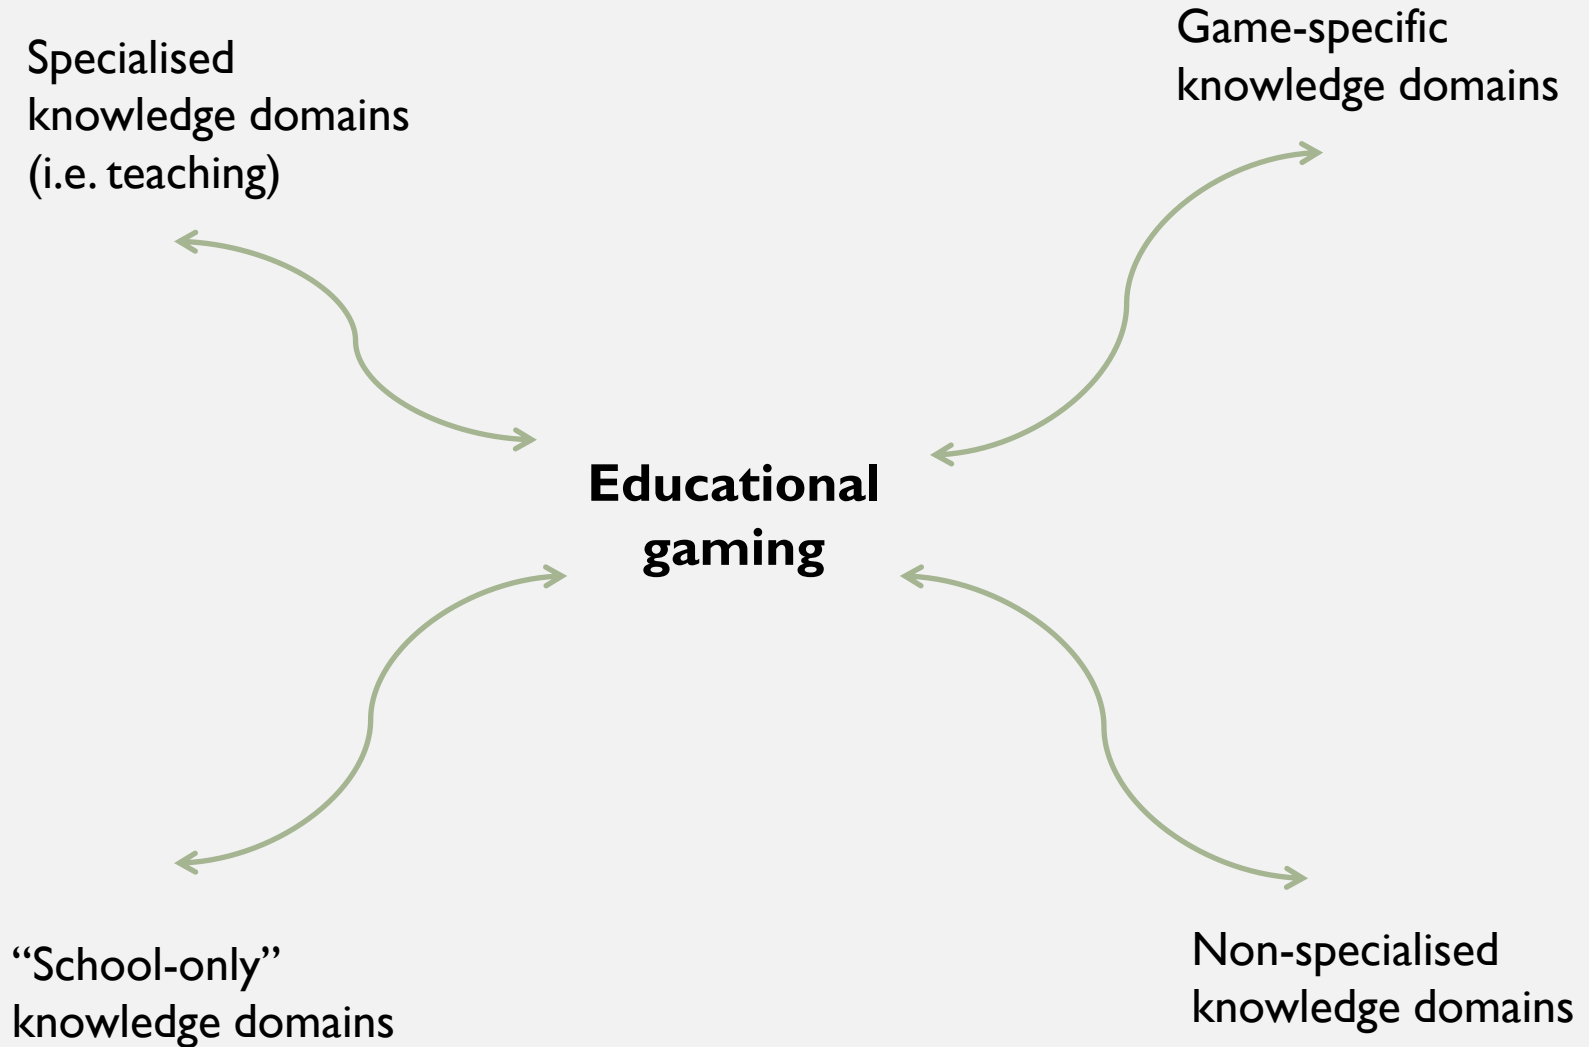 Specialised
knowledge domains
(i.e. teaching)
Game-specific
knowledge domains
Educational
gaming
“School-only”
knowledge domains
Non-specialised
knowledge domains